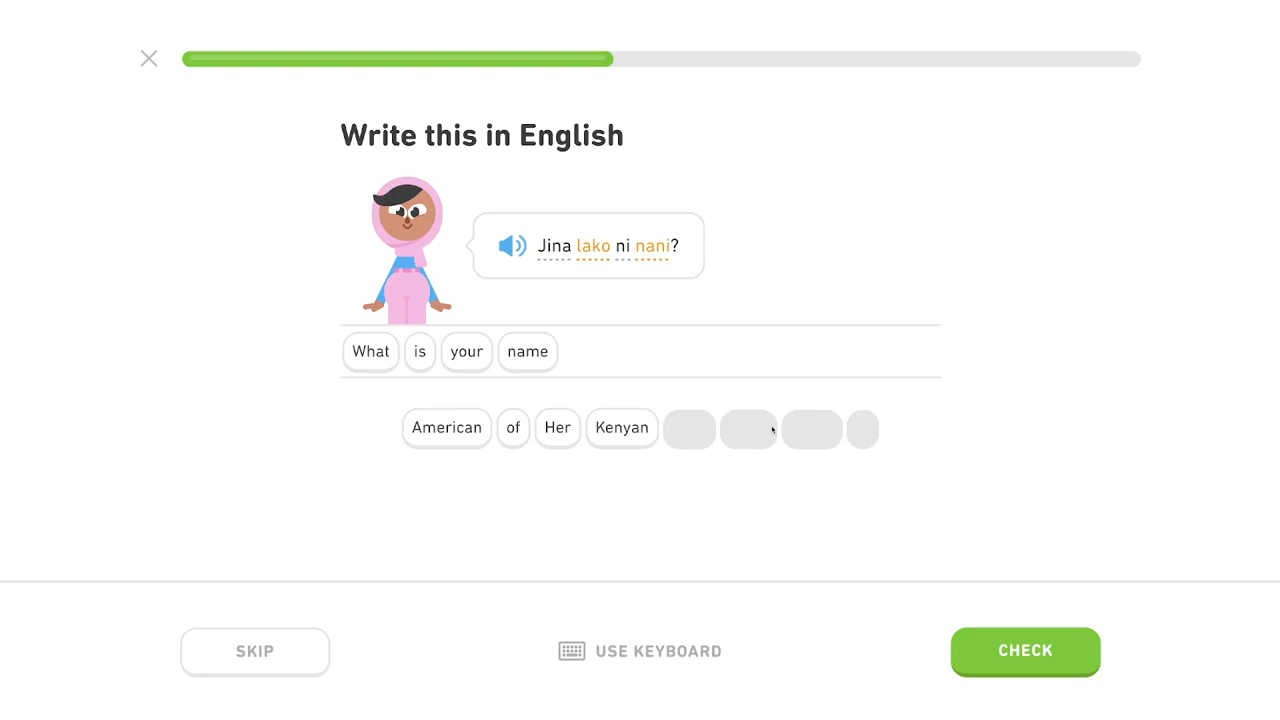 Write this in English
Jina lako ni nani?
What is your name
American of Her Kenyan
SKIP USE KEYBOARD CHECK